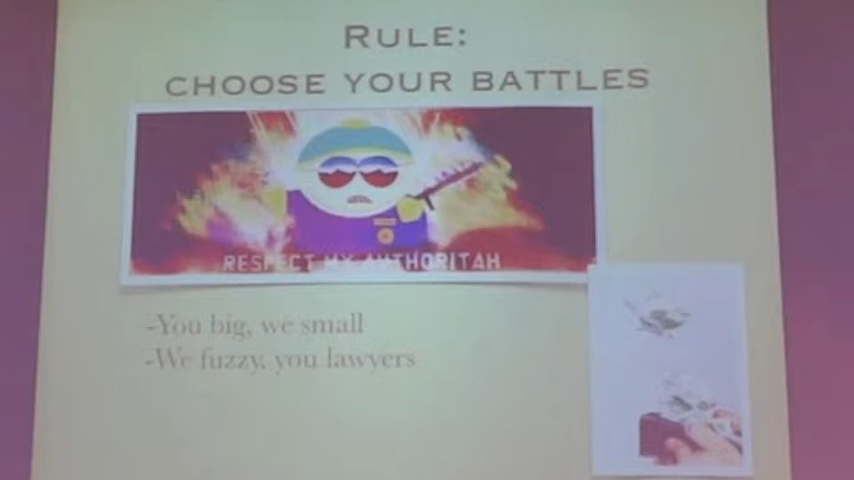 RULE:
CHOOSE YOUR BATTLES
RESPECT MY AUTHORITAH
-You big, we small
-We fuzzy, you lawyers